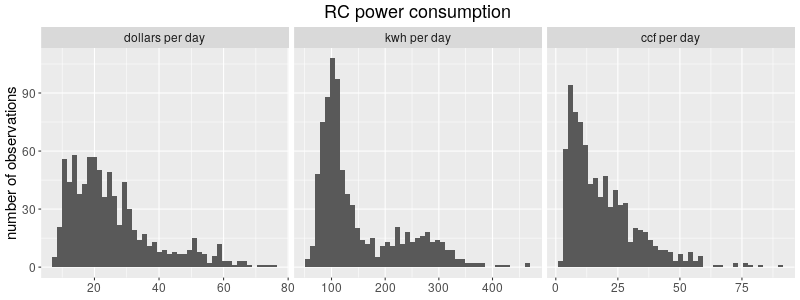 RC power consumption
dollars per day
kwh per day
ccf per day
number of observations
90
60
30
0
20 40 60 80
100 200 300 400
0 25 50 75